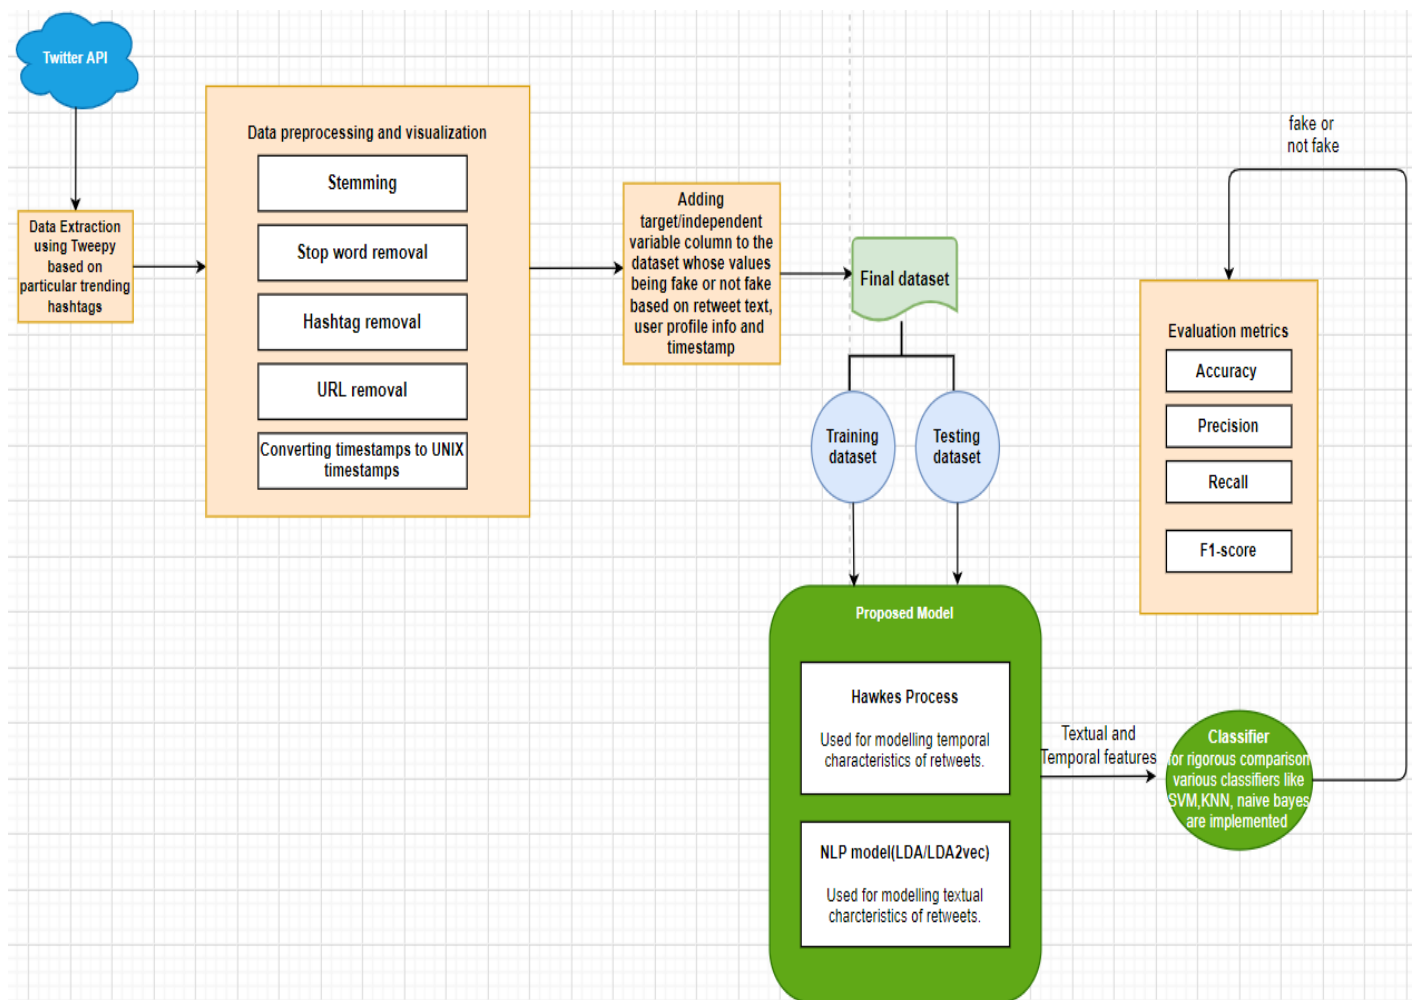 Twitter API
Data Extraction
using Tweepy
based on
particular trending
hashtags
Data preprocessing and visualization
Stemming
Stop word removal
Hashtag removal
URL removal
Converting timestamps to UNIX
timestamps
Adding
target/independent
variable column to the
dataset whose values
being fake or not fake
based on retweet text,
user profile info and
timestamp
Final dataset
Training
dataset
Testing
dataset
Proposed Model
Hawkes Process
Used for modelling temporal
characteristics of retweets.
NLP model(LDA/LDA2vec)
Used for modelling textual
charcteristics of retweets.
Textual and
Temporal features
Classifier
or rigorous comparison
various classifiers like
SVM,KNN, naive bayes
are implemented
fake or
not fake
Evaluation metrics
Accuracy
Precision
Recall
F1-score